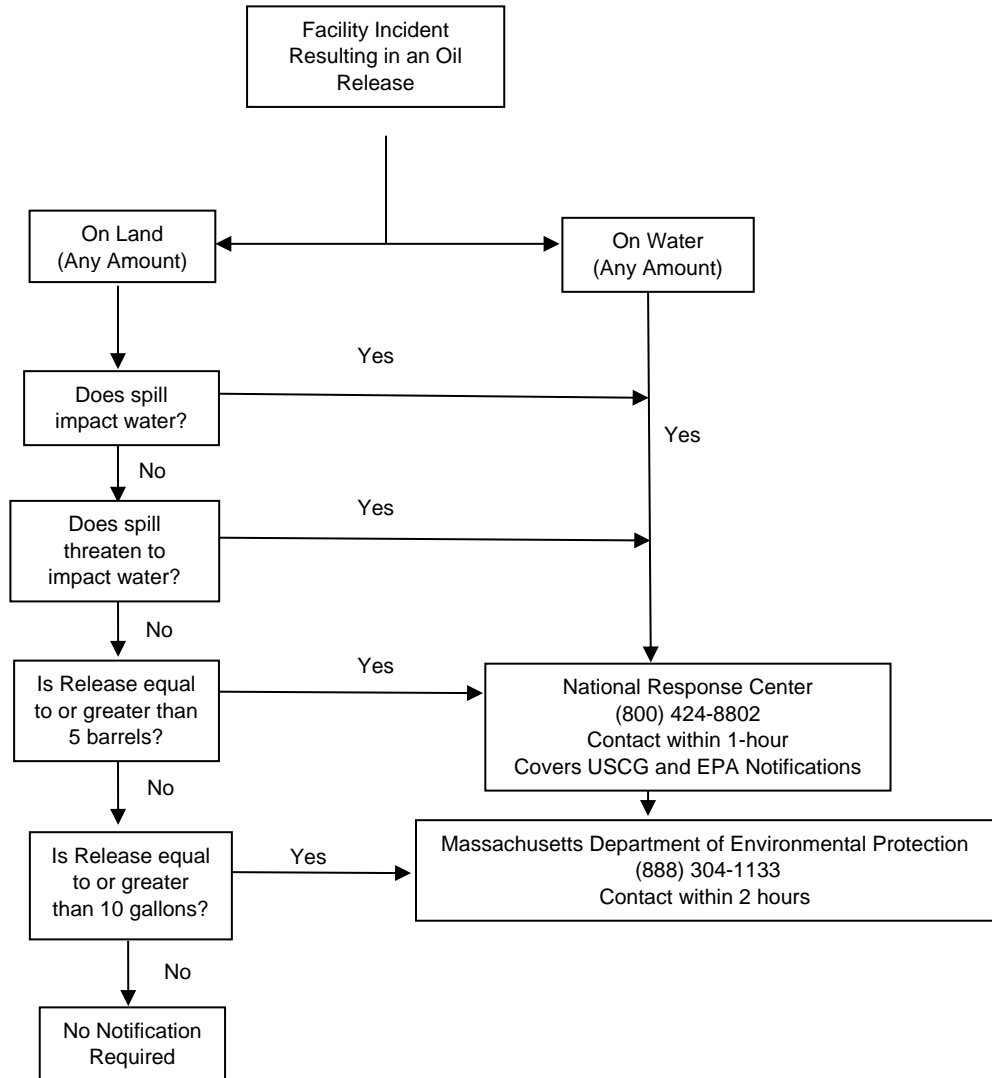 Facility Incident
Resulting in an Oil
Release
On Land
(Any Amount)
On Water
(Any Amount)
Yes
Does spill
impact water?
Yes
No
Yes
Does spill
threaten to
impact water?
No
Yes
Is Release equal
to or greater than
5 barrels?
National Response Center
(800) 424-8802
Contact within 1-hour
Covers USCG and EPA Notifications
No
Massachusetts Department of Environmental Protection
(888) 304-1133
Contact within 2 hours
Is Release equal
to or greater
than 10 gallons?
Yes
No
No Notification
Required